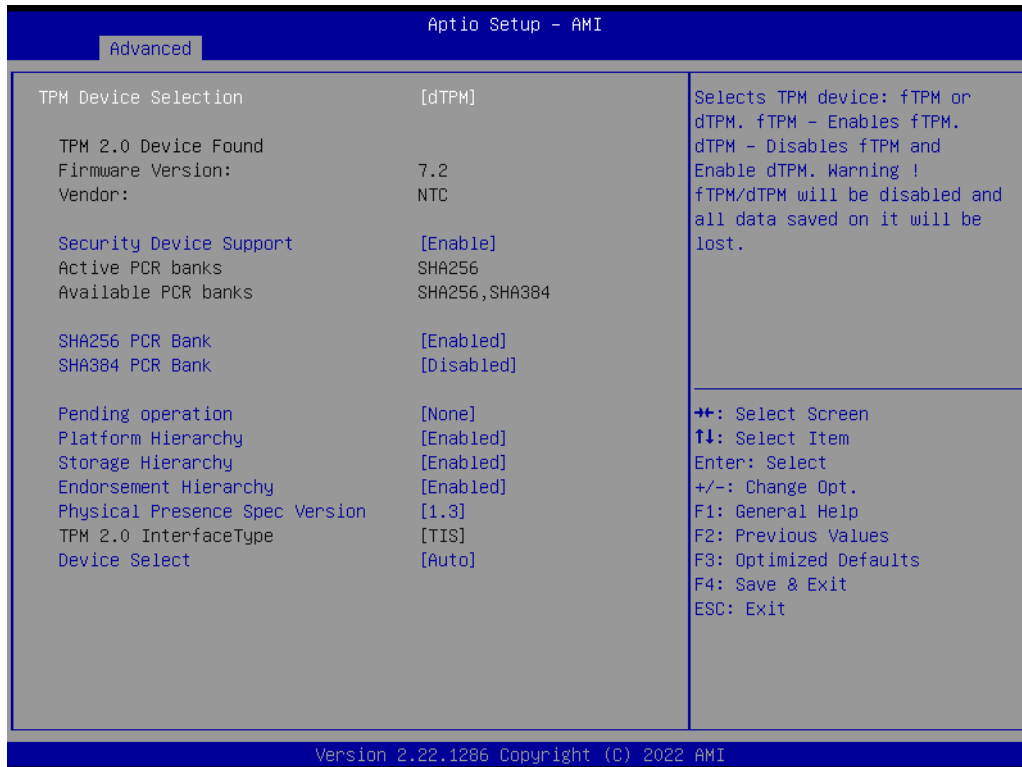 Aptio Setup - AMI
Advanced
TPM Device Selection [dTPM]
TPM 2.0 Device Found
Firmware Version: 7.2
Vendor: NTC
Security Device Support [Enable]
Active PCR banks SHA256
Available PCR banks SHA256,SHA384
SHA256 PCR Bank [Enabled]
SHA384 PCR Bank [Disabled]
Pending operation [None]
Platform Hierarchy [Enabled]
Storage Hierarchy [Enabled]
Endorsement Hierarchy [Enabled]
Physical Presence Spec Version [1.3]
TPM 2.0 InterfaceType [TIS]
Device Select [Auto]
Selects TPM device: fTPM or
dTPM. fTPM - Enables fTPM.
dTPM - Disables fTPM and
Enable dTPM. Warning !
fTPM/dTPM will be disabled and
all data saved on it will be
lost.
→←: Select Screen
↑↓: Select Item
Enter: Select
+/-: Change Opt.
F1: General Help
F2: Previous Values
F3: Optimized Defaults
F4: Save & Exit
ESC: Exit
Version 2.22.1286 Copyright (C) 2022 AMI